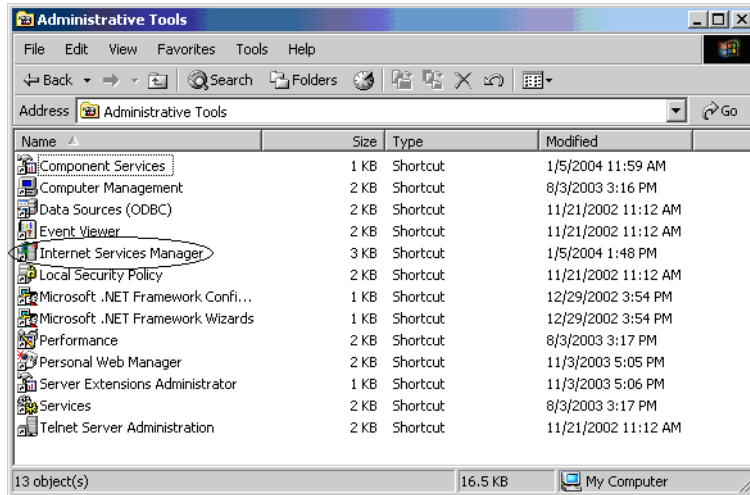 Administrative Tools
File Edit View Favorites Tools Help
Back Search Folders
Address Administrative Tools Go
Name Size Type Modified
Component Services 1 KB Shortcut 1/5/2004 11:59 AM
Computer Management 2 KB Shortcut 8/3/2003 3:16 PM
Data Sources (ODBC) 2 KB Shortcut 11/21/2002 11:12 AM
Event Viewer 2 KB Shortcut 11/21/2002 11:12 AM
Internet Services Manager 3 KB Shortcut 1/5/2004 1:48 PM
Local Security Policy 2 KB Shortcut 11/21/2002 11:12 AM
Microsoft .NET Framework Confi... 1 KB Shortcut 12/29/2002 3:54 PM
Microsoft .NET Framework Wizards 1 KB Shortcut 12/29/2002 3:54 PM
Performance 2 KB Shortcut 8/3/2003 3:17 PM
Personal Web Manager 2 KB Shortcut 11/3/2003 5:05 PM
Server Extensions Administrator 1 KB Shortcut 11/3/2003 5:06 PM
Services 2 KB Shortcut 8/3/2003 3:17 PM
Telnet Server Administration 2 KB Shortcut 11/21/2002 11:12 AM
13 object(s) 16.5 KB My Computer